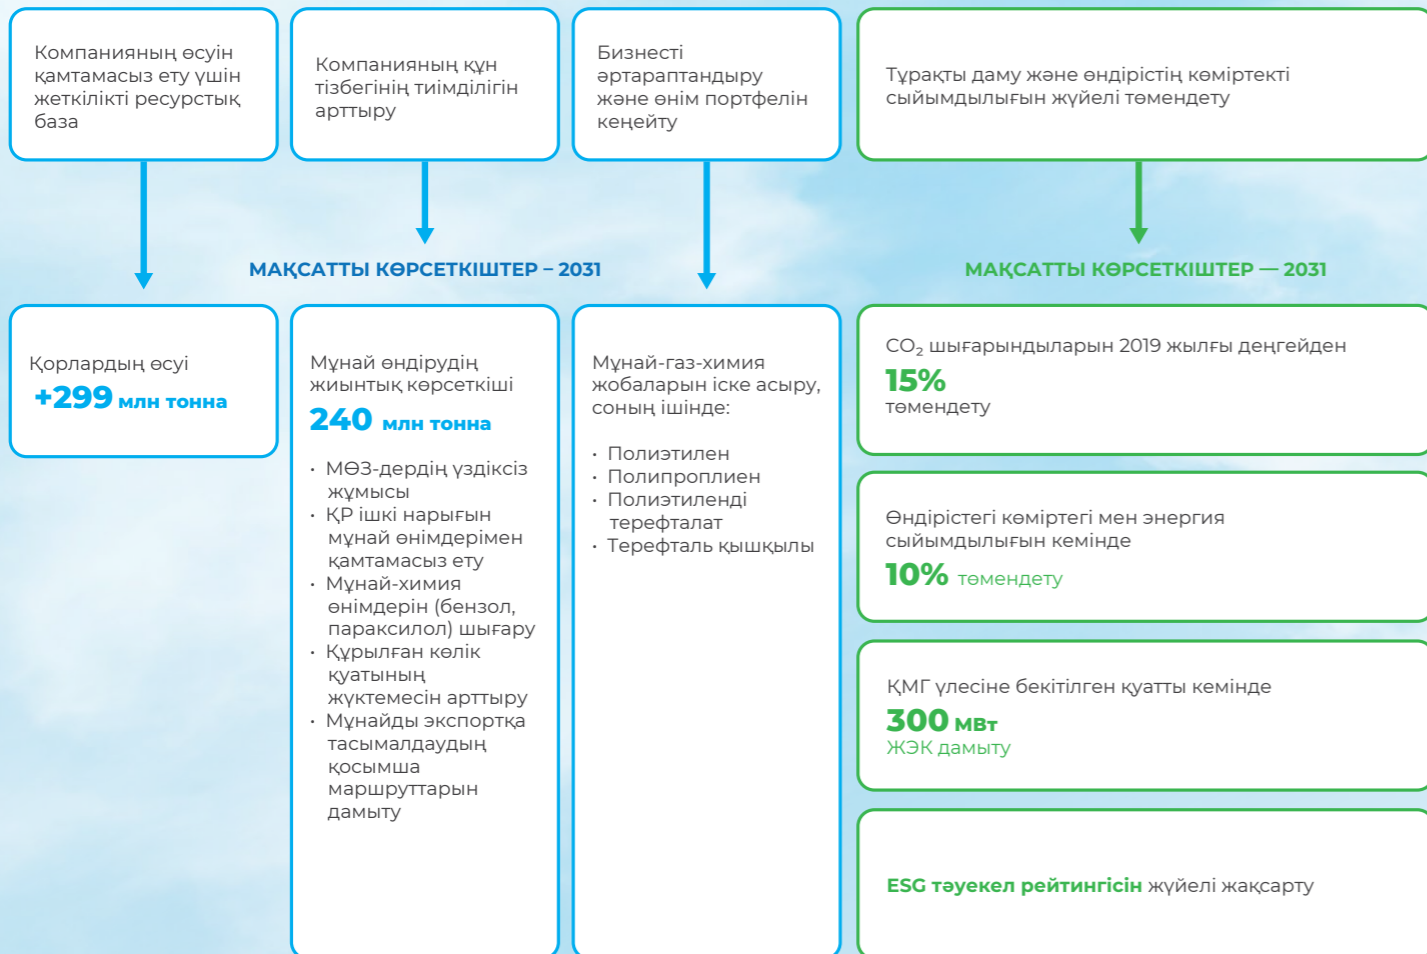 Компанияның өсуін
қамтамасыз ету үшін
жеткілікті ресурстық
база
Компанияның құн
тізбегінің тиімділігін
арттыру
Бизнесті
әртараптандыру
және өнім портфелін
кеңейту
Тұрақты даму және өндірістің көміртекті
сыйымдылығын жүйелі төмендету
МАҚСАТТЫ КӨРСЕТКІШТЕР – 2031
МАҚСАТТЫ КӨРСЕТКІШТЕР — 2031
Қорлардың өсуі
+299 млн тонна
Мұнай өндірудің
жиынтық көрсеткіші
240 млн тонна
· МӨЗ-дердің үздіксіз
жұмысы
· ҚР ішкі нарығын
мұнай өнімдерімен
қамтамасыз ету
· Мұнай-химия
өнімдерін (бензол,
параксилол) шығару
· Құрылған көлік
қуатының
жүктемесін арттыру
· Мұнайды экспортқа
тасымалдаудың
қосымша
маршруттарын
дамыту
Мұнай-газ-химия
жобаларын іске асыру,
соның ішінде:
· Полиэтилен
· Полипроплиен
· Полиэтиленді
терефталат
· Терефталь қышқылы
CO₂ шығарындыларын 2019 жылғы деңгейден
15%
төмендету
Өндірістегі көміртегі мен энергия
сыйымдылығын кемінде
10% төмендету
ҚМГ үлесіне бекітілген қуатты кемінде
300 МВт
ЖЭК дамыту
ESG тәуекел рейтингісін жүйелі жақсарту